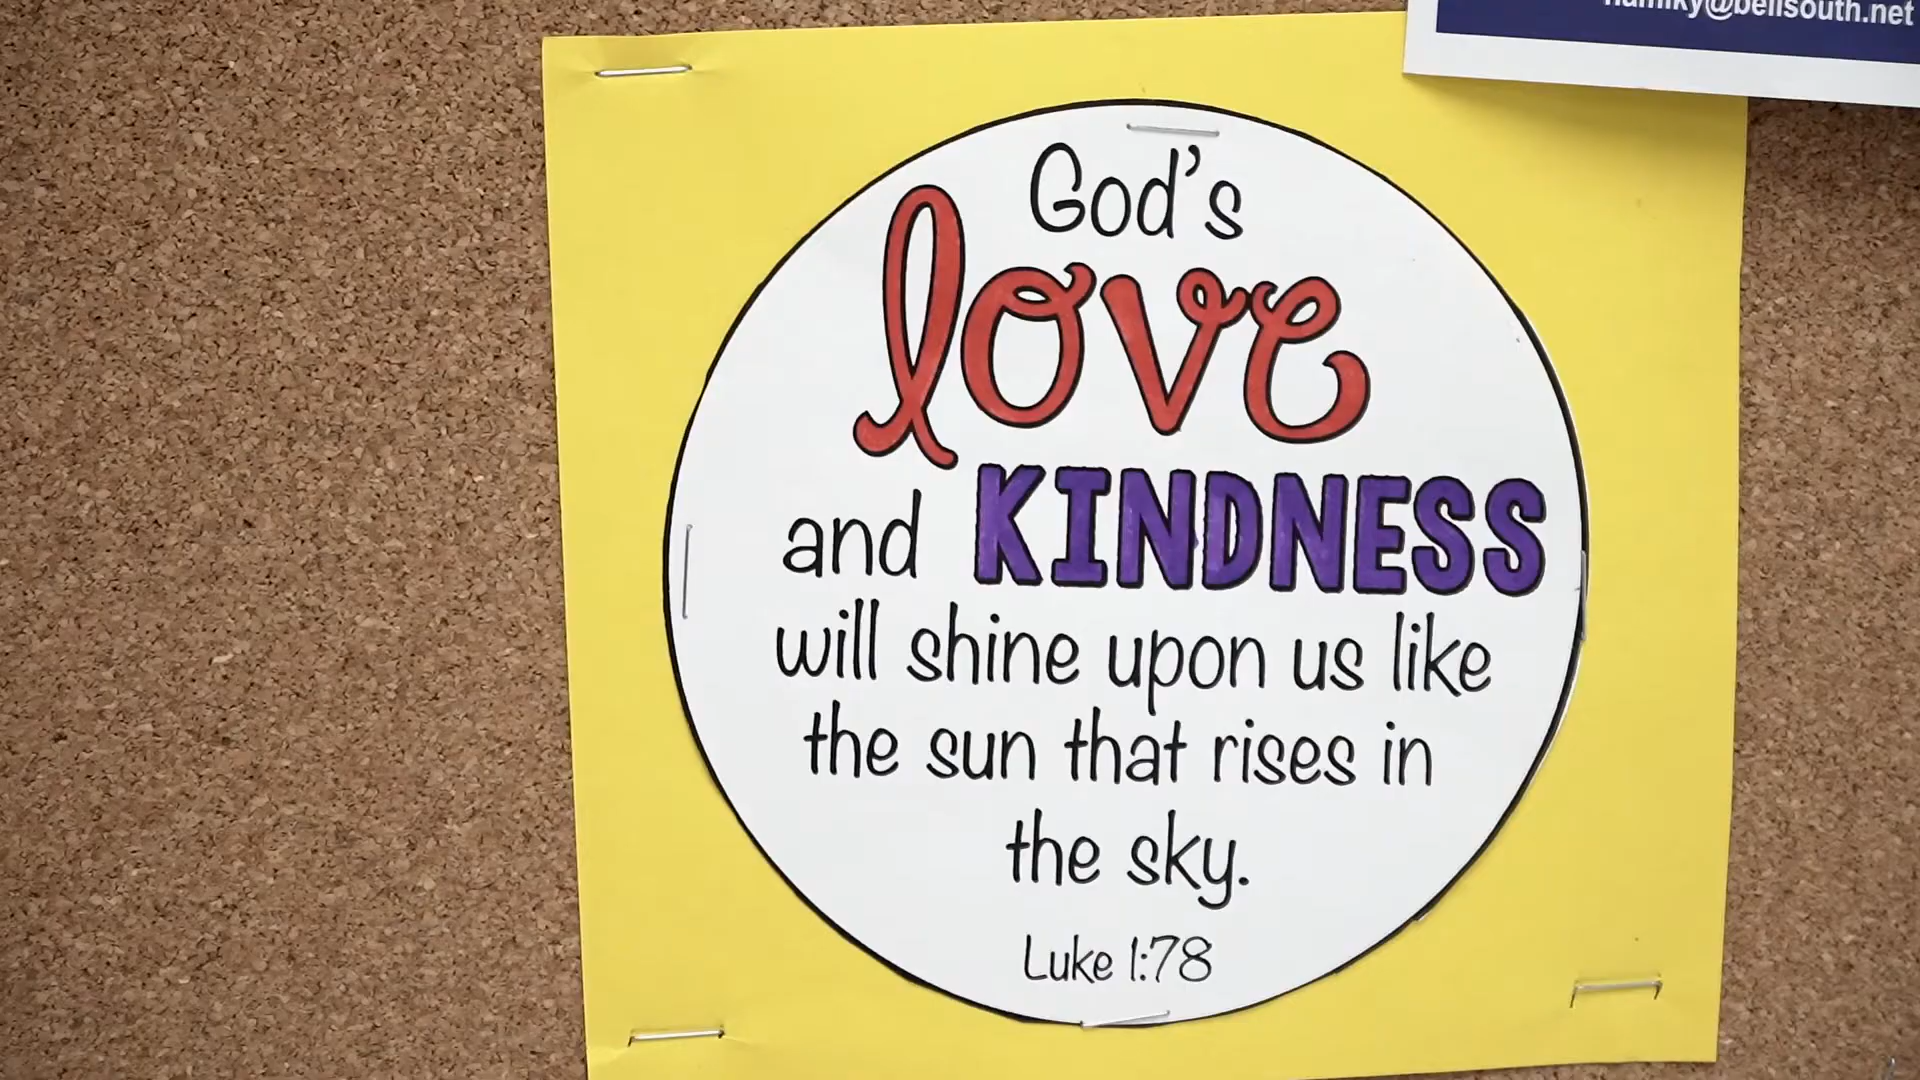 God's
love
and KINDNESS
will shine upon us like
the sun that rises in
the sky.
Luke 1:78